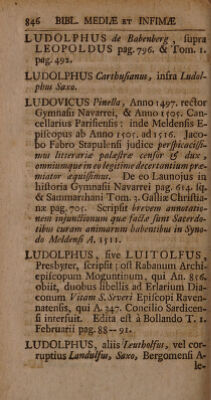 846 BIBL. MEDIÆ ET INFIMÆ
LUDOLPHUS de Babenberg, supra
LEOPOLDUS pag. 796. & Tom. 1.
pag. 492.
LUDOLPHUS Carthusianus, infra Ludol-
phus Saxo.
LUDOVICUS Pinella, Anno 1497. rector
Gymnasii Navarrei, & Anno 1505. Can-
cellarius Parisiensis: inde Meldensis E-
piscopus ab Anno 1505. ad 1516. Jaco-
bo Fabro Stapulensi judice perspicacissi-
mus litterariæ palæstræ censor & dux,
omniumque in eo legitime decertantium præ-
miator æquissimus. De eo Launojus in
historia Gymnasii Navarrei pag. 614. sq.
& Sammarthani Tom. 3. Galliæ Christia-
næ pag. 700. Scripsit brevem annotatio-
nem injunctionum quæ factæ sunt Sacerdo-
tibus curam animarum habentibus in Syno-
do Meldensi A. 1511.
LUDOLPHUS, sive LUITOLFUS,
Presbyter, scripsit jussu Rabanum Archi-
episcopum Moguntinum, qui An. 856.
obiit, duobus libellis ad Erlarium Dia-
conum Vitam S. Severi Episcopi Raven-
natensis, qui A. 347. Concilio Sardicen-
si interfuit. Edita est à Bollando T. 1.
Februarii pag. 88--91.
LUDOLPHUS, aliis Leutholfus, vel cor-
ruptius Landulfus, Saxo, Bergomensi A-
le-